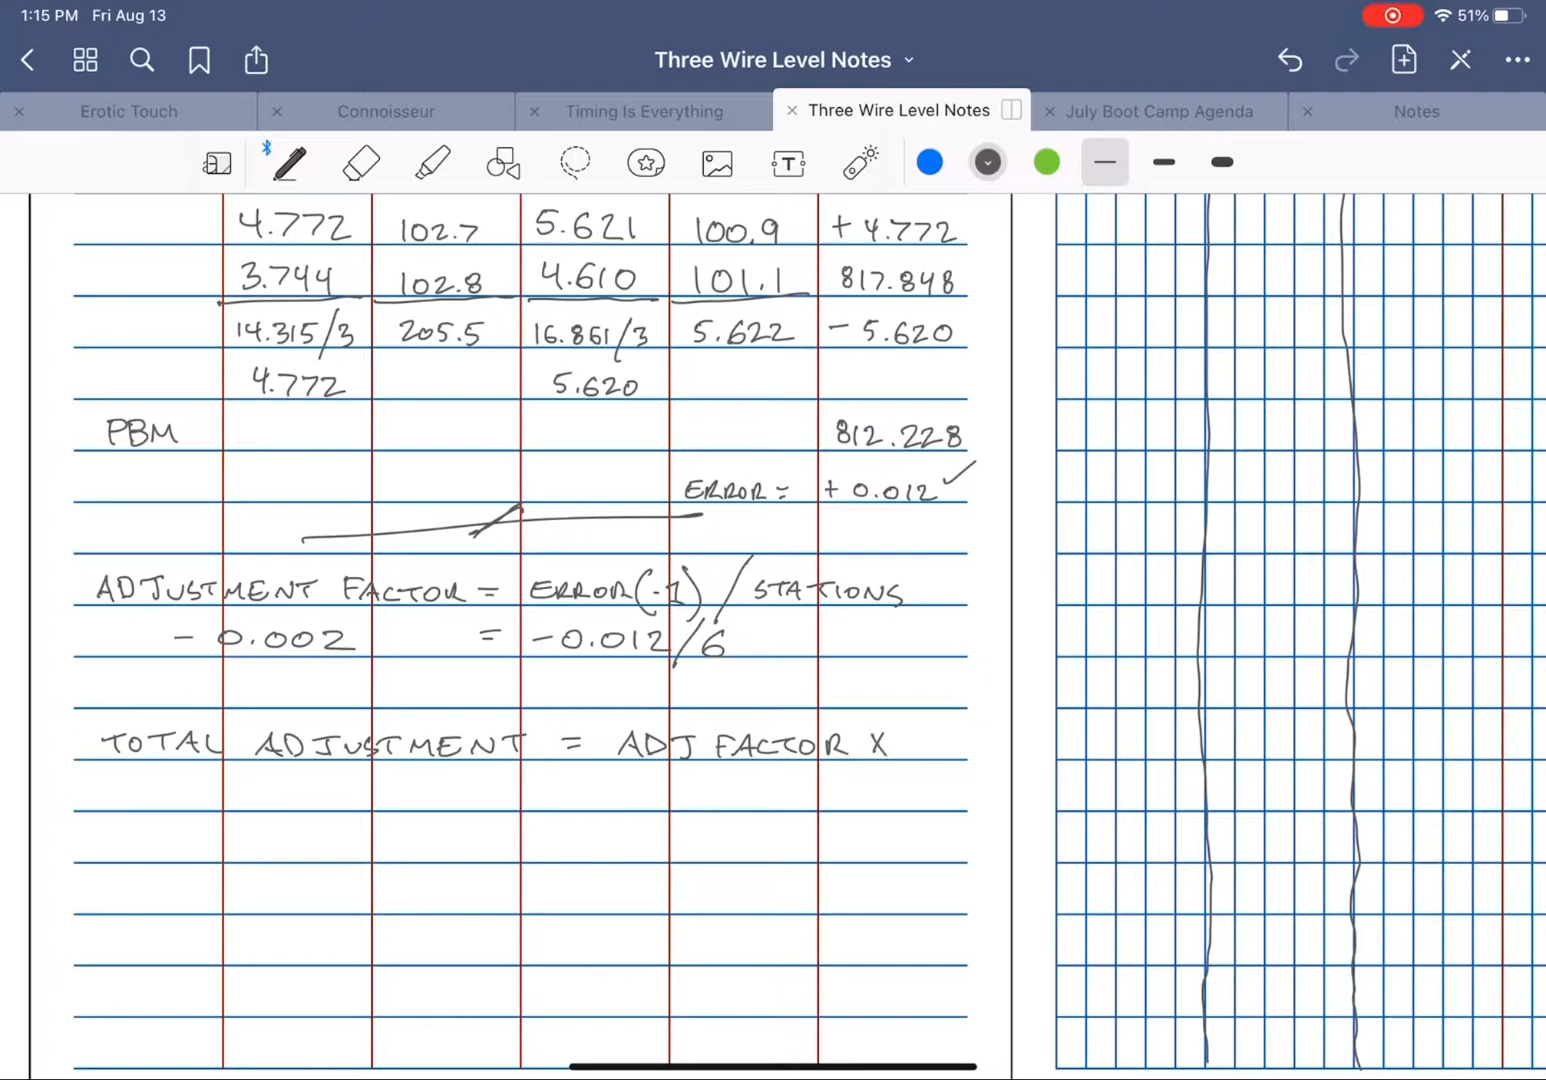 1:15 PM Fri Aug 13 51%
Three Wire Level Notes
Erotic Touch Connoisseur Timing Is Everything Three Wire Level Notes July Boot Camp Agenda Notes
T
4.772 102.7 5.621 100.9 + 4.772
3.744 102.8 4.610 101.1 817.848
14.315/3 205.5 16.861/3 5.622 - 5.620
4.772 5.620
PBM 812.228
ERROR = + 0.012 ✓
ADJUSTMENT FACTOR = ERROR(-1) / STATIONS
- 0.002 = -0.012/6
TOTAL ADJUSTMENT = ADJ FACTOR X